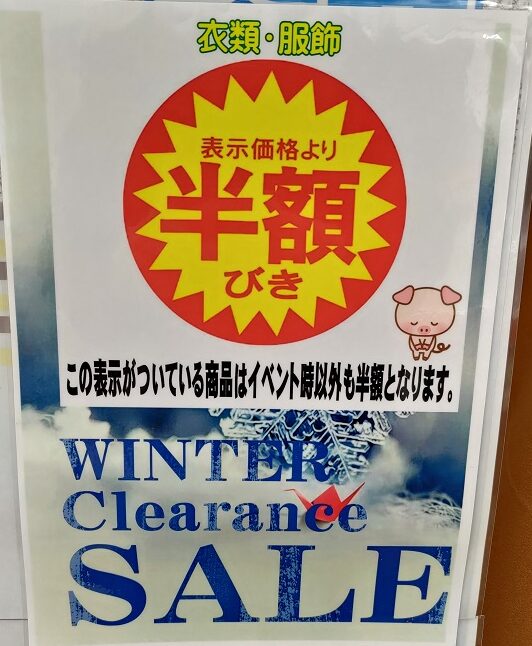 衣類・服飾
表示価格より
半額
びき
この表示がついている商品はイベント時以外も半額となります。
WINTER
Clearance
SALE